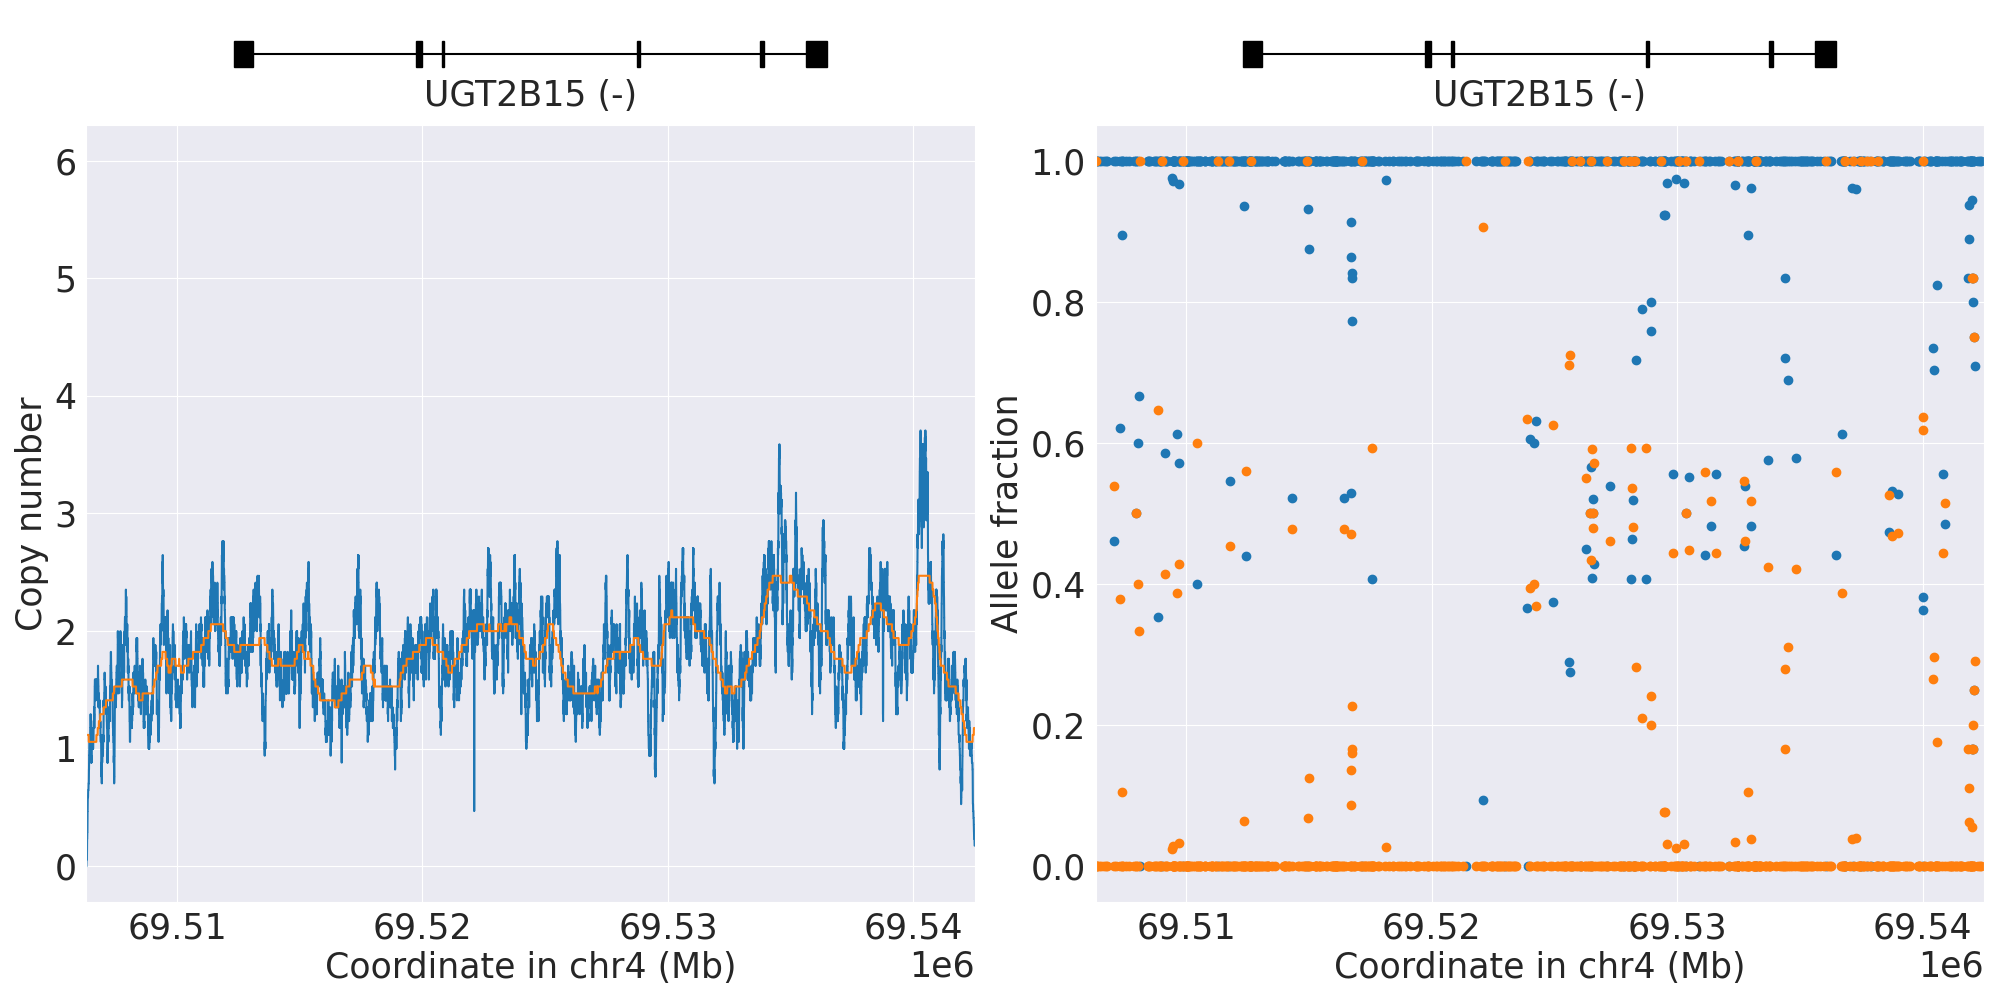 UGT2B15 (-)
6
5
4
3
2
1
0
Copy number
69.51 69.52 69.53 69.54
Coordinate in chr4 (Mb)
1e6
UGT2B15 (-)
1.0
0.8
0.6
0.4
0.2
0.0
Allele fraction
69.51 69.52 69.53 69.54
Coordinate in chr4 (Mb)
1e6